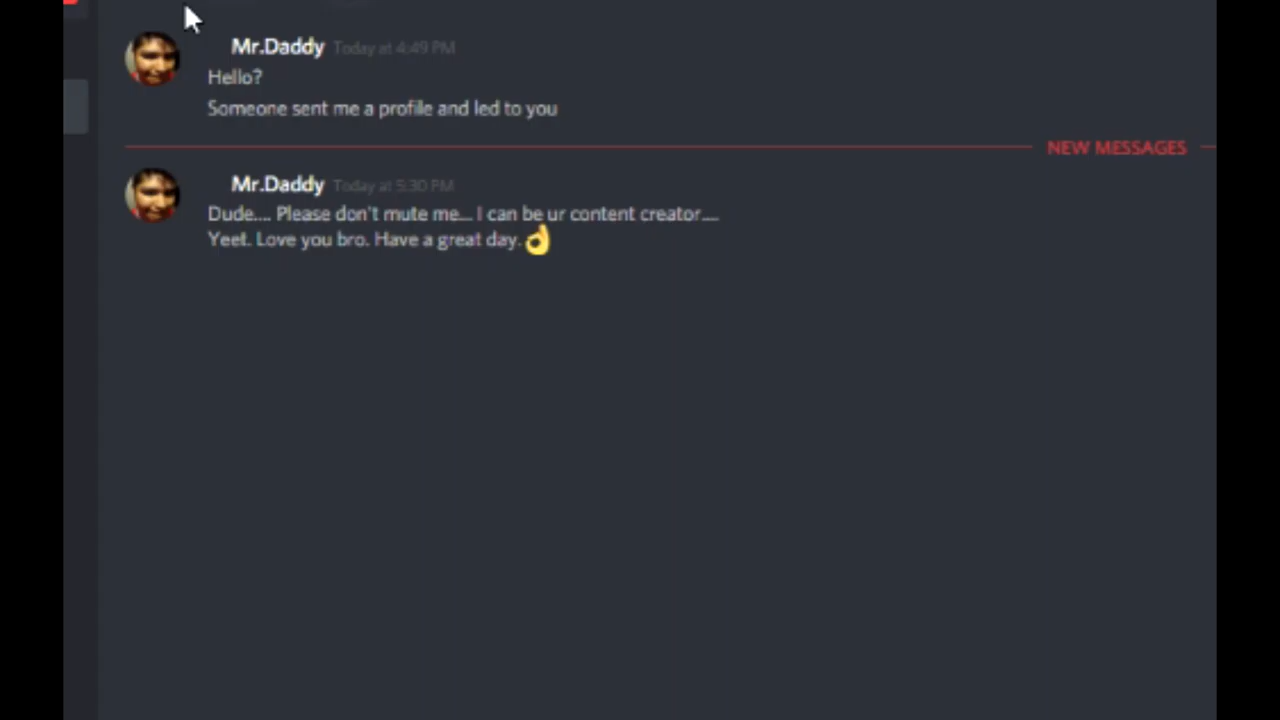 Mr.Daddy Today at 4:49 PM
Hello?
Someone sent me a profile and led to you
NEW MESSAGES
Mr.Daddy Today at 5:30 PM
Dude.... Please don't mute me... I can be ur content creator....
Yeet. Love you bro. Have a great day. 👌